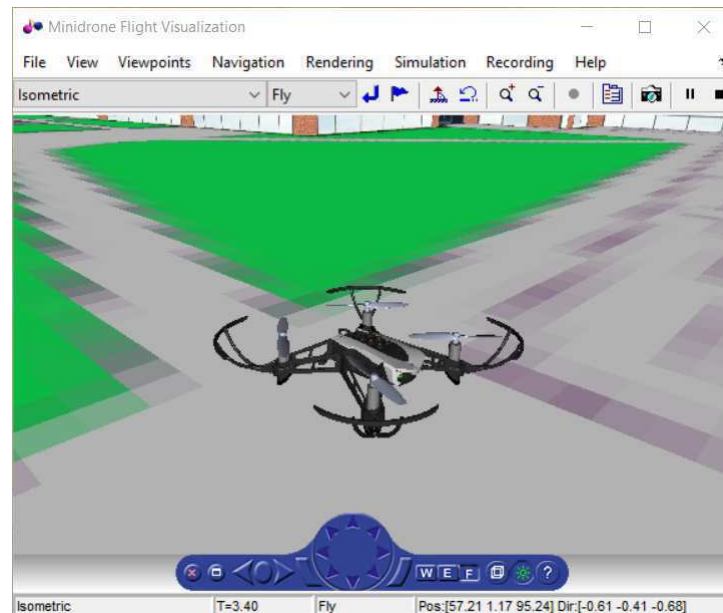 Minidrone Flight Visualization
File View Viewpoints Navigation Rendering Simulation Recording Help
Isometric Fly
W E F ?
Isometric T=3.40 Fly Pos:[57.21 1.17 95.24] Dir:[-0.61 -0.41 -0.68]